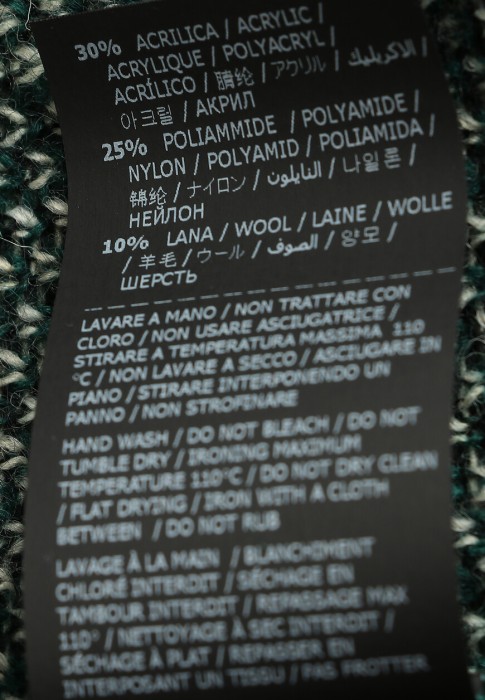 30% ACRILICA / ACRYLIC /
ACRYLIQUE / POLYACRYL /
ACRÍLICO / 腈纶 / アクリル / الاكريليك /
아크릴 / АКРИЛ
25% POLIAMMIDE / POLYAMIDE /
NYLON / POLYAMID / POLIAMIDA /
锦纶 / ナイロン / النايلون / 나일론 /
НЕЙЛОН
10% LANA / WOOL / LAINE / WOLLE
/ 羊毛 / ウール / الصوف / 양모 /
ШЕРСТЬ
LAVARE A MANO / NON TRATTARE CON
CLORO / NON USARE ASCIUGATRICE /
STIRARE A TEMPERATURA MASSIMA 110
°C / NON LAVARE A SECCO / ASCIUGARE IN
PIANO / STIRARE INTERPONENDO UN
PANNO / NON STROFINARE
HAND WASH / DO NOT BLEACH / DO NOT
TUMBLE DRY / IRONING MAXIMUM
TEMPERATURE 110°C / DO NOT DRY CLEAN
/ FLAT DRYING / IRON WITH A CLOTH
BETWEEN / DO NOT RUB
LAVAGE À LA MAIN / BLANCHIMENT
CHLORÉ INTERDIT / SÉCHAGE EN
TAMBOUR INTERDIT / REPASSAGE MAX
110° / NETTOYAGE À SEC INTERDIT /
SÉCHAGE À PLAT / REPASSER EN
INTERPOSANT UN TISSU / PAS FROTTER